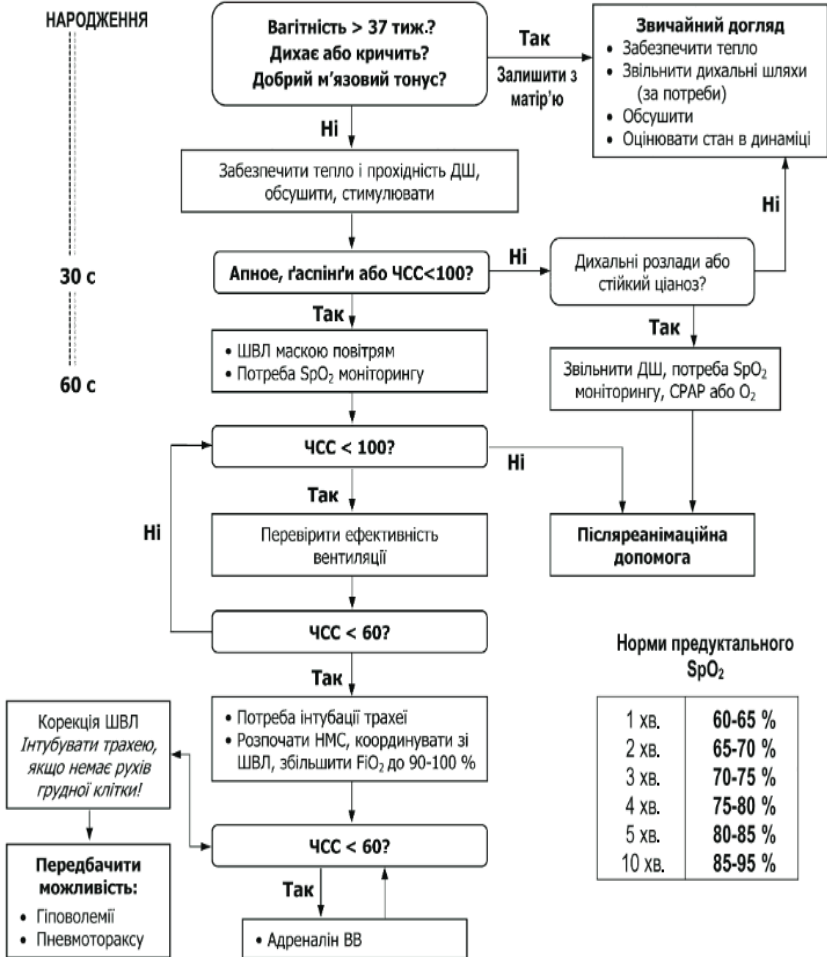 НАРОДЖЕННЯ
Вагітність > 37 тиж.?
Дихає або кричить?
Добрий м’язовий тонус?
Так
Залишити з
матір’ю
Звичайний догляд
• Забезпечити тепло
• Звільнити дихальні шляхи
(за потреби)
• Обсушити
• Оцінювати стан в динаміці
Ні
Забезпечити тепло і прохідність ДШ,
обсушити, стимулювати
Ні
30 с
Апное, ґаспінґи або ЧСС<100?
Ні
Дихальні розлади або
стійкий ціаноз?
Так
Так
60 с
• ШВЛ маскою повітрям
• Потреба SpO₂ моніторингу
Звільнити ДШ, потреба SpO₂
моніторингу, CPAP або O₂
ЧСС < 100?
Ні
Так
Ні
Перевірити ефективність
вентиляції
Післяреанімаційна
допомога
ЧСС < 60?
Так
Норми предуктального
SpO₂
1 хв. 60-65 %
2 хв. 65-70 %
3 хв. 70-75 %
4 хв. 75-80 %
5 хв. 80-85 %
10 хв. 85-95 %
Корекція ШВЛ
Інтубувати трахею,
якщо немає рухів
грудної клітки!
• Потреба інтубації трахеї
• Розпочати НМС, координувати зі
ШВЛ, збільшити FiO₂ до 90-100 %
ЧСС < 60?
Передбачити
можливість:
• Гіповолемії
• Пневмотораксу
Так
• Адреналін ВВ